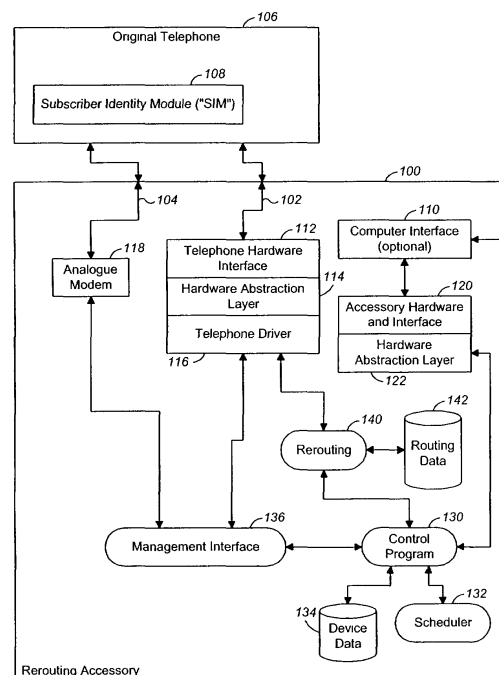 106
Original Telephone
108
Subscriber Identity Module ("SIM")
100
104
102
112
110
118
Telephone Hardware
Interface
114
Computer Interface
(optional)
Analogue
Modem
Hardware Abstraction
Layer
120
Accessory Hardware
and Interface
Telephone Driver
116
Hardware
Abstraction Layer
122
142
140
Rerouting
Routing
Data
136
130
Management Interface
Control
Program
132
134
Device
Data
Scheduler
Rerouting Accessory